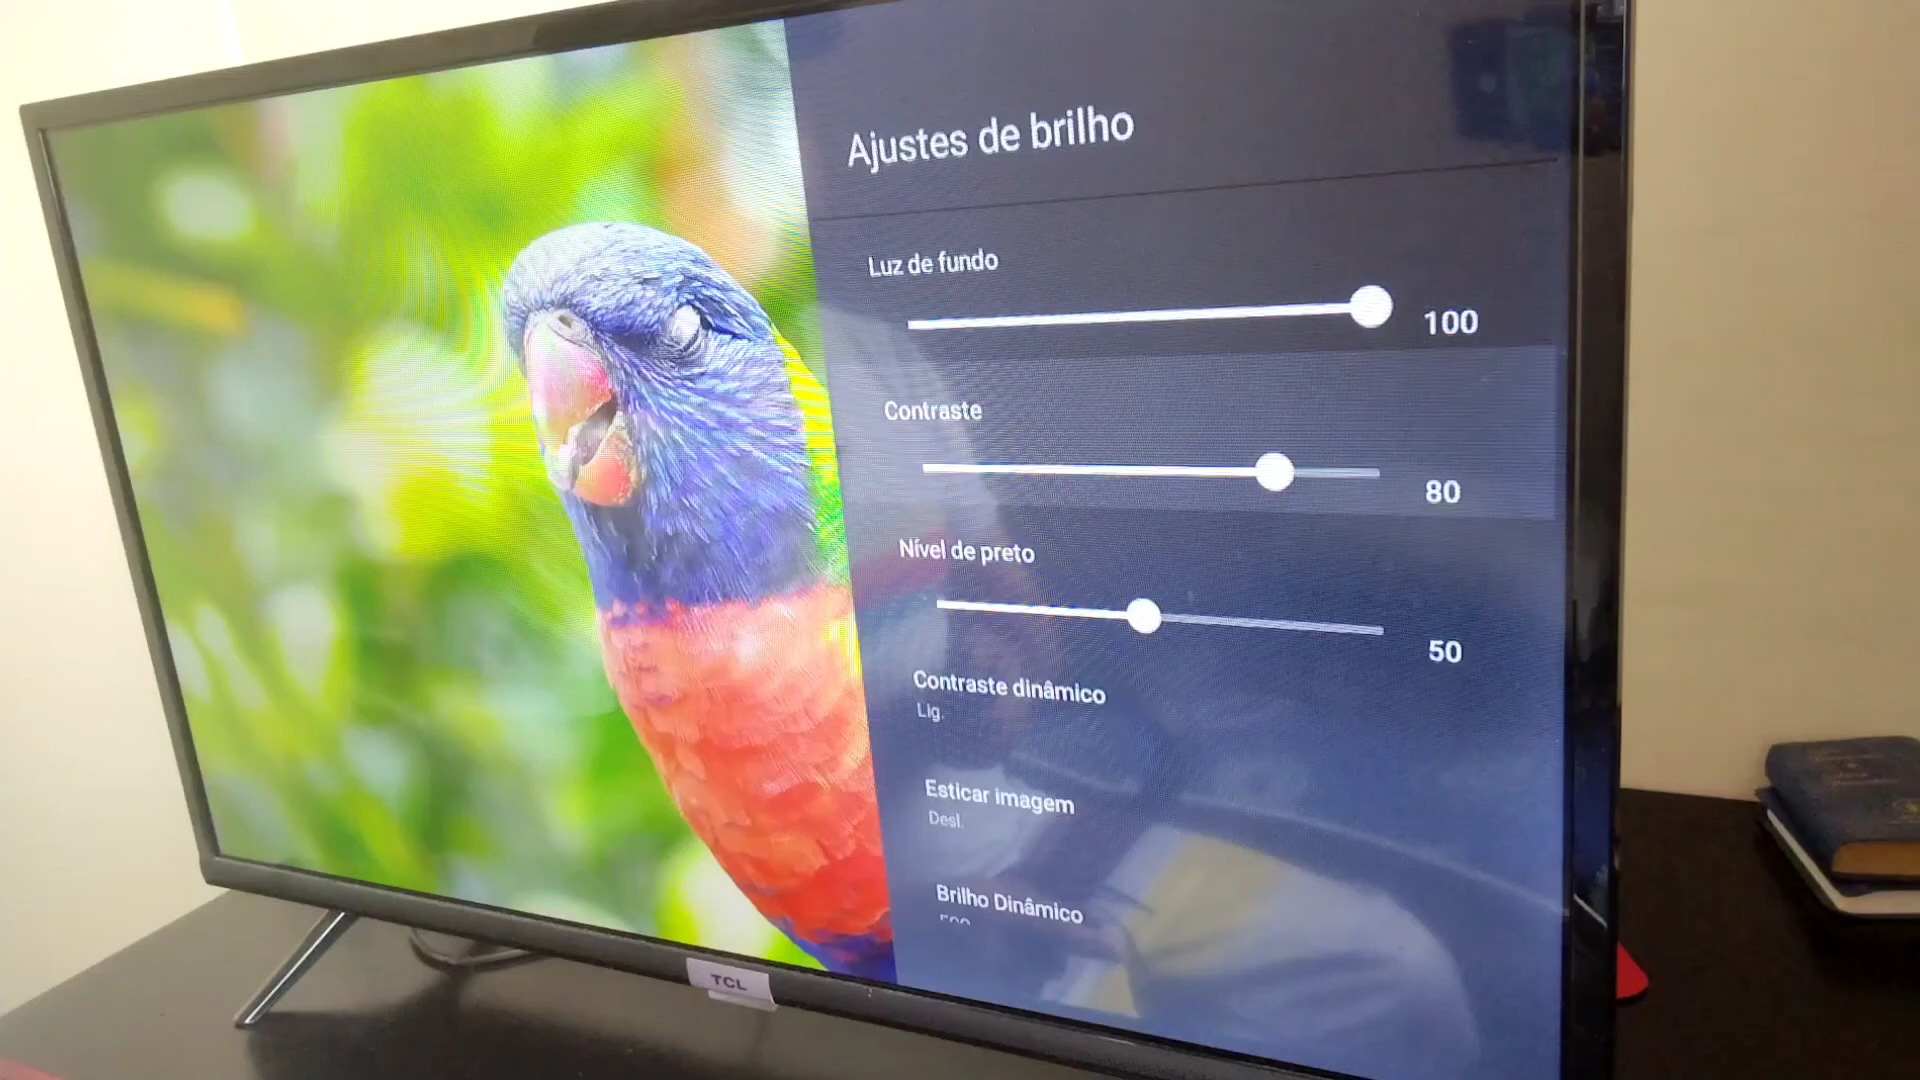 Ajustes de brilho
Luz de fundo
100
Contraste
80
Nível de preto
50
Contraste dinâmico
Lig.
Esticar imagem
Desl.
Brilho Dinâmico
TCL